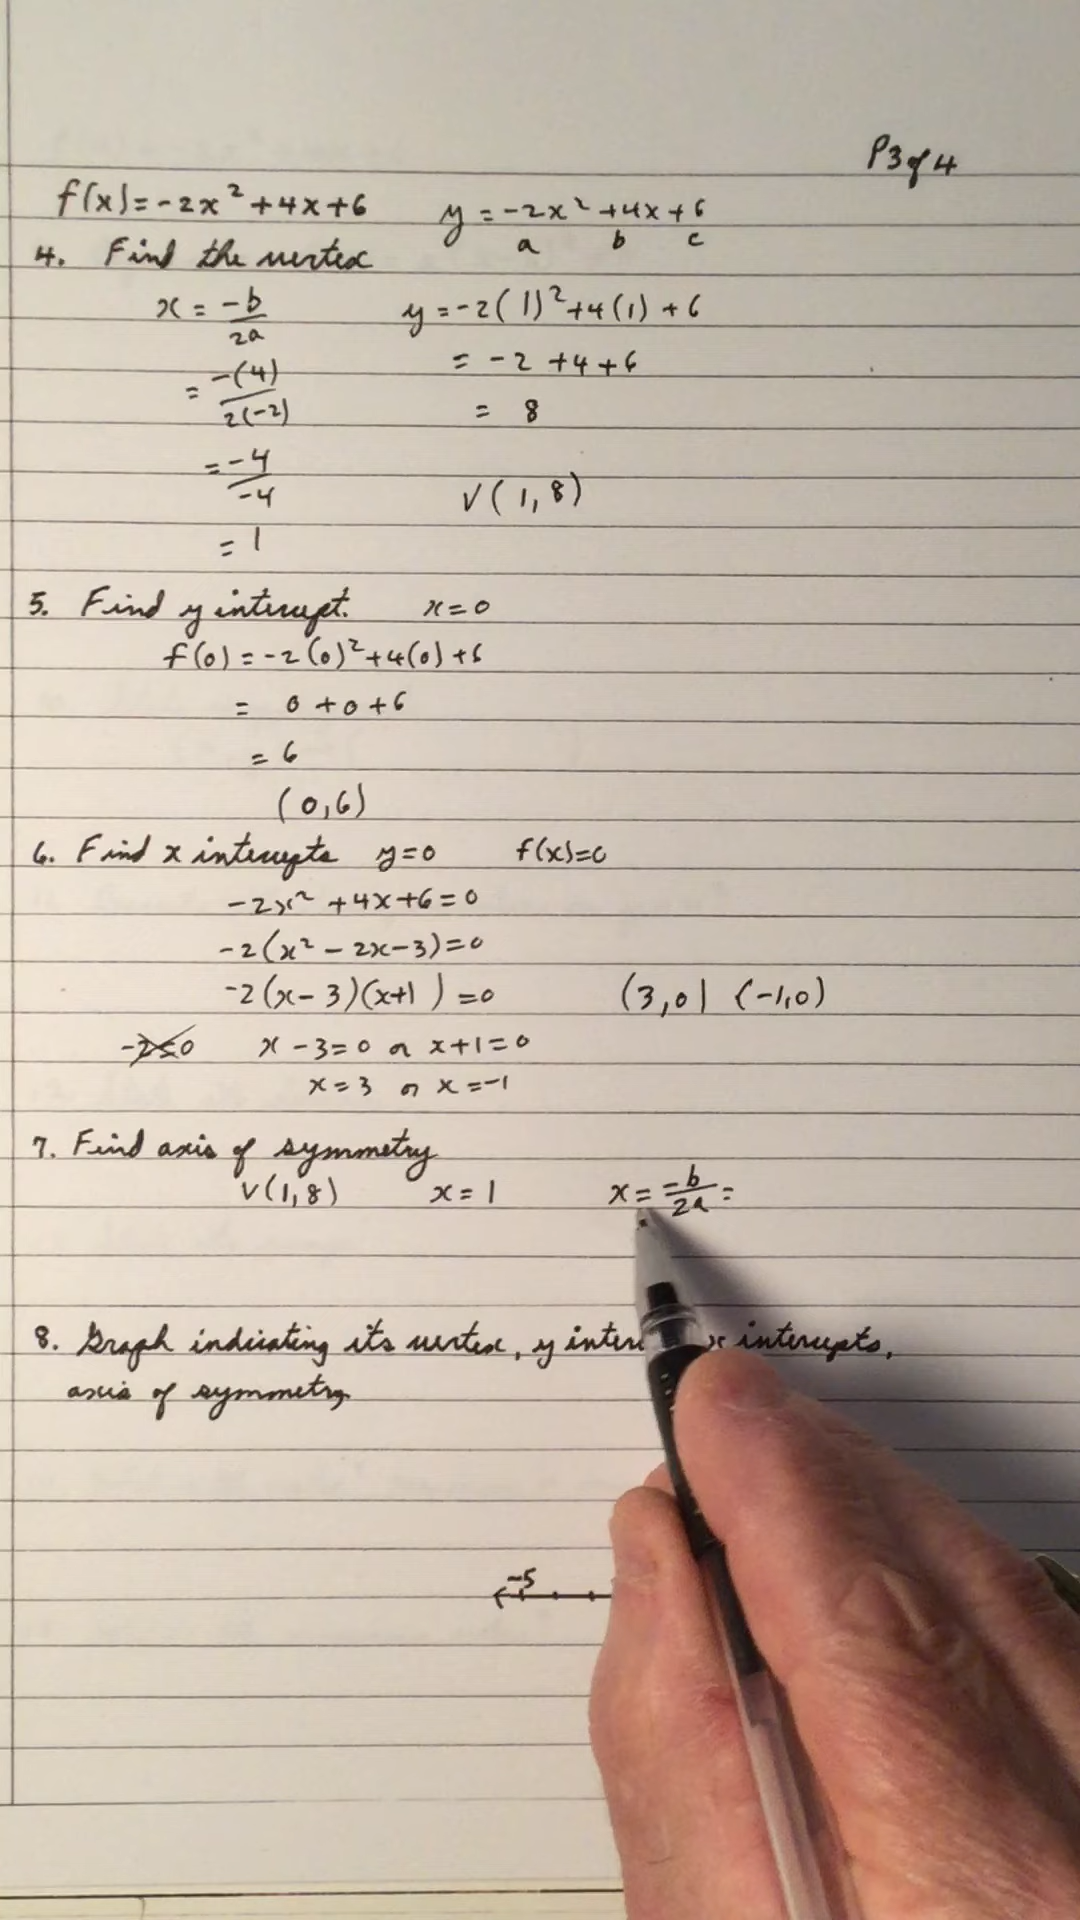 P3 of 4
f(x)=-2x²+4x+6 y=-2x²+4x+6
a b c
4. Find the vertex
x = -b/2a y=-2(1)²+4(1)+6
= -(4)/2(-2) = -2+4+6
= 8
= -4/-4 V(1,8)
= 1
5. Find y intercept. x=0
f(0)=-2(0)²+4(0)+6
= 0+0+6
= 6
(0,6)
6. Find x intercepts y=0 f(x)=0
-2x²+4x+6=0
-2(x²-2x-3)=0
-2(x-3)(x+1)=0 (3,0) (-1,0)
-2=0 x-3=0 or x+1=0
x=3 or x=-1
7. Find axis of symmetry
V(1,8) x=1 x=-b/2a=
8. Graph indicating its vertex, y inter x intercepts,
axis of symmetry
-5